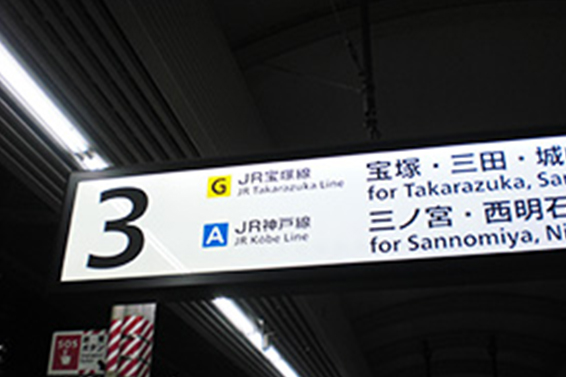 3
G JR宝塚線 宝塚・三田・城
JR Takarazuka Line for Takarazuka, Sa
A JR神戸線 三ノ宮・西明石
JR Kōbe Line for Sannomiya, Ni
SOS